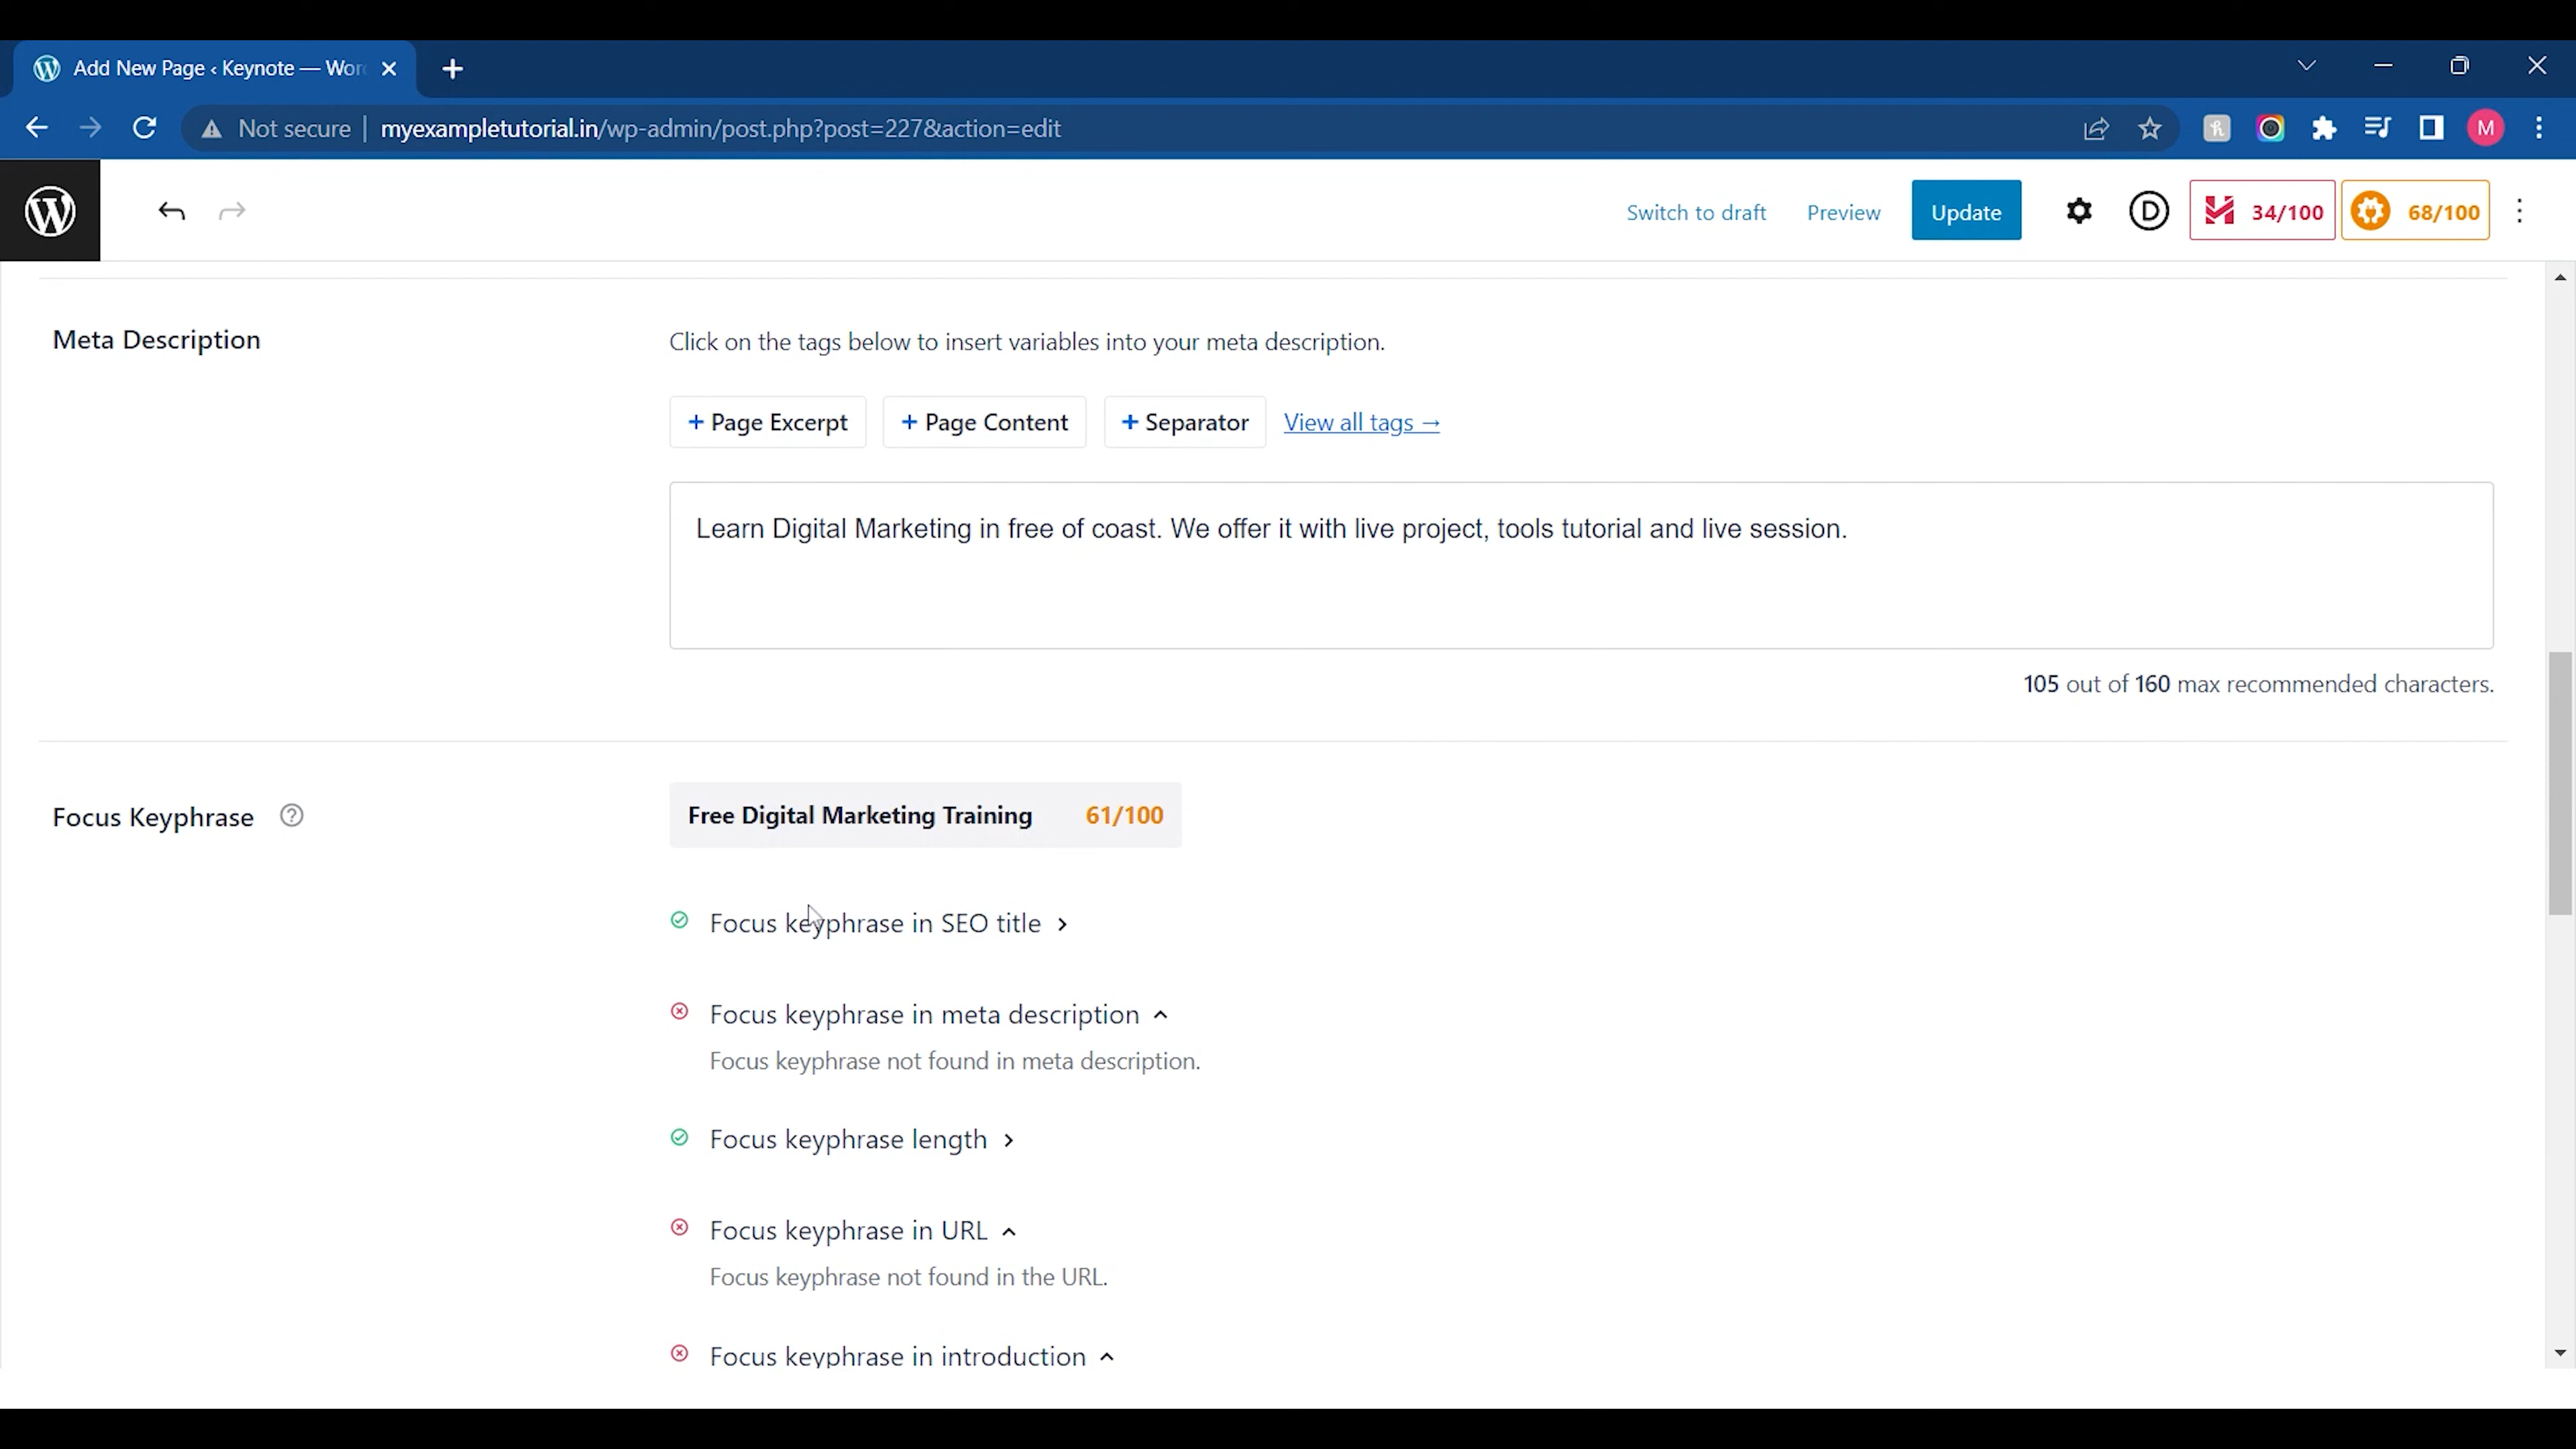 Add New Page ‹ Keynote — Wor
Not secure
myexampletutorial.in/wp-admin/post.php?post=227&action=edit
M
Switch to draft
Preview
Update
D
34/100
68/100
Meta Description
Click on the tags below to insert variables into your meta description.
+ Page Excerpt
+ Page Content
+ Separator
View all tags →
Learn Digital Marketing in free of coast. We offer it with live project, tools tutorial and live session.
105 out of 160 max recommended characters.
Focus Keyphrase ?
Free Digital Marketing Training 61/100
Focus keyphrase in SEO title
Focus keyphrase in meta description
Focus keyphrase not found in meta description.
Focus keyphrase length
Focus keyphrase in URL
Focus keyphrase not found in the URL.
Focus keyphrase in introduction